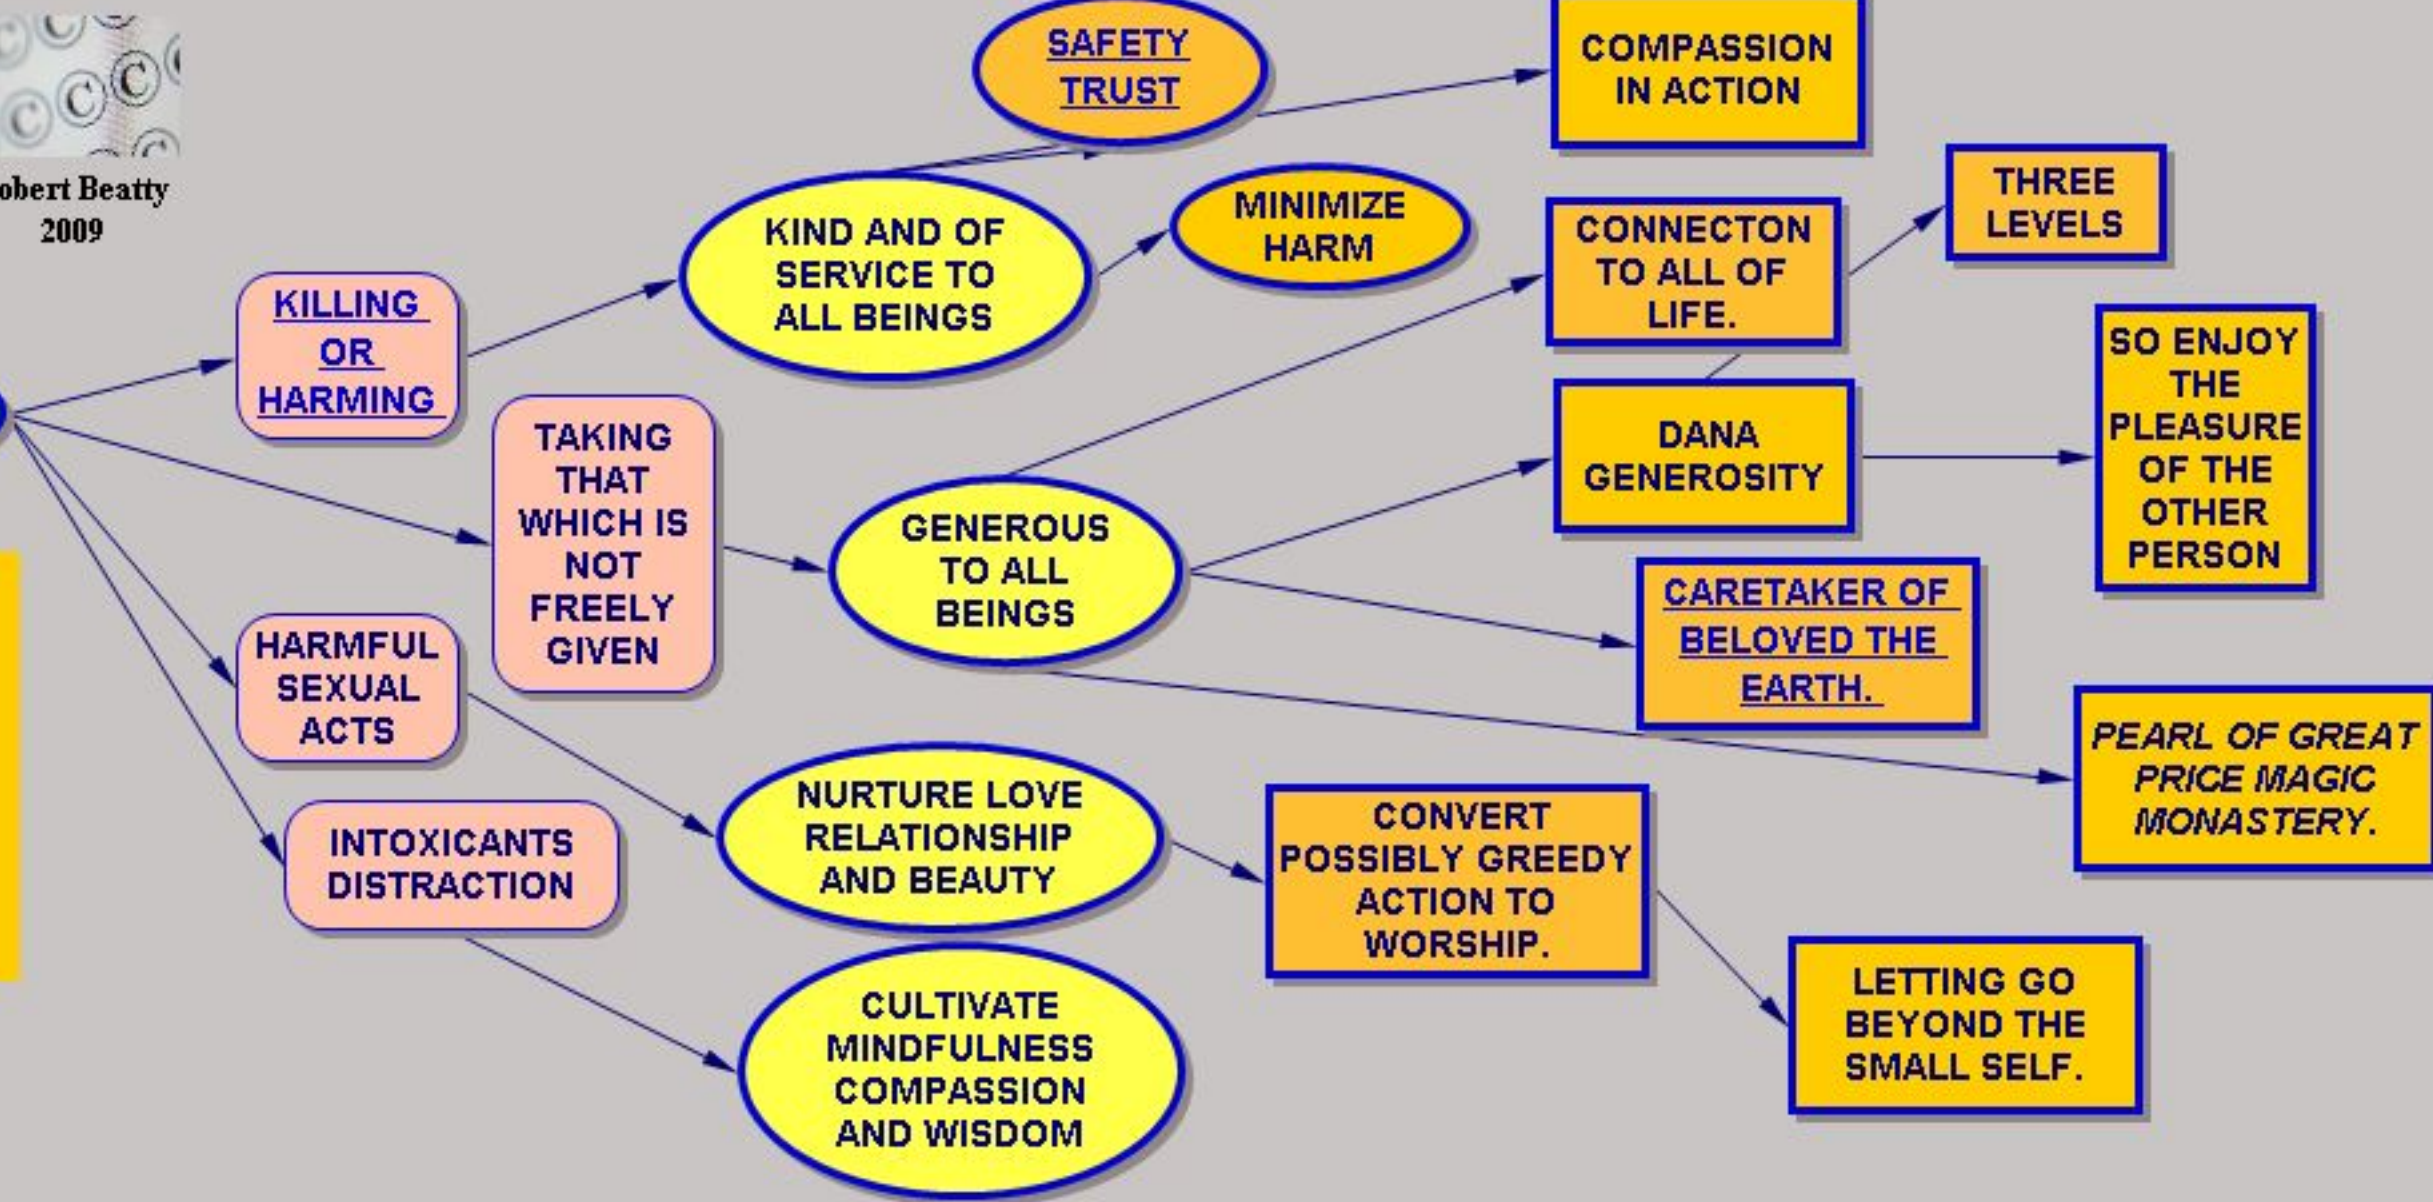 SAFETY
TRUST
COMPASSION
IN ACTION
obert Beatty
2009
KIND AND OF
SERVICE TO
ALL BEINGS
MINIMIZE
HARM
CONNECTON
TO ALL OF
LIFE.
THREE
LEVELS
KILLING
OR
HARMING
TAKING
THAT
WHICH IS
NOT
FREELY
GIVEN
GENEROUS
TO ALL
BEINGS
DANA
GENEROSITY
SO ENJOY
THE
PLEASURE
OF THE
OTHER
PERSON
CARETAKER OF
BELOVED THE
EARTH.
HARMFUL
SEXUAL
ACTS
NURTURE LOVE
RELATIONSHIP
AND BEAUTY
CONVERT
POSSIBLY GREEDY
ACTION TO
WORSHIP.
PEARL OF GREAT
PRICE MAGIC
MONASTERY.
INTOXICANTS
DISTRACTION
CULTIVATE
MINDFULNESS
COMPASSION
AND WISDOM
LETTING GO
BEYOND THE
SMALL SELF.